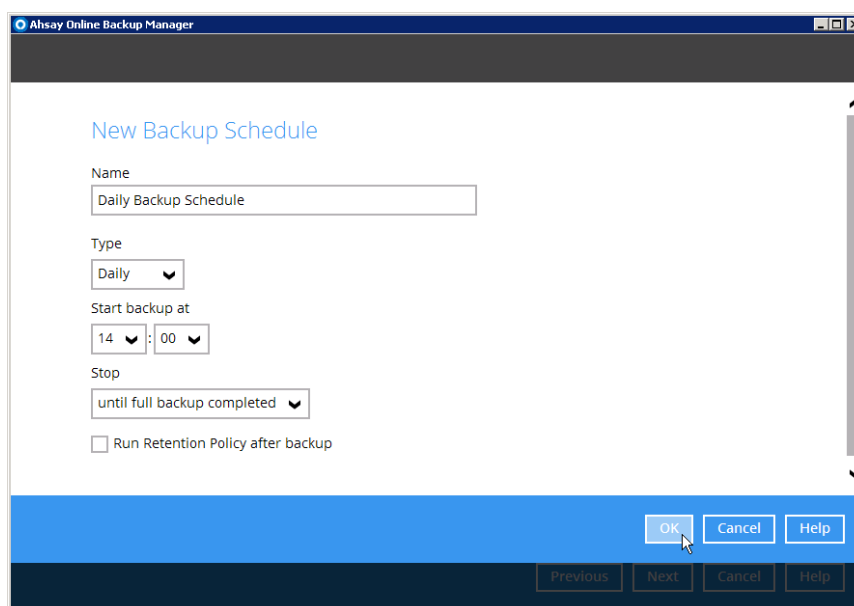 Ahsay Online Backup Manager
New Backup Schedule
Name
Daily Backup Schedule
Type
Daily
Start backup at
14 : 00
Stop
until full backup completed
Run Retention Policy after backup
OK Cancel Help
Previous Next Cancel Help